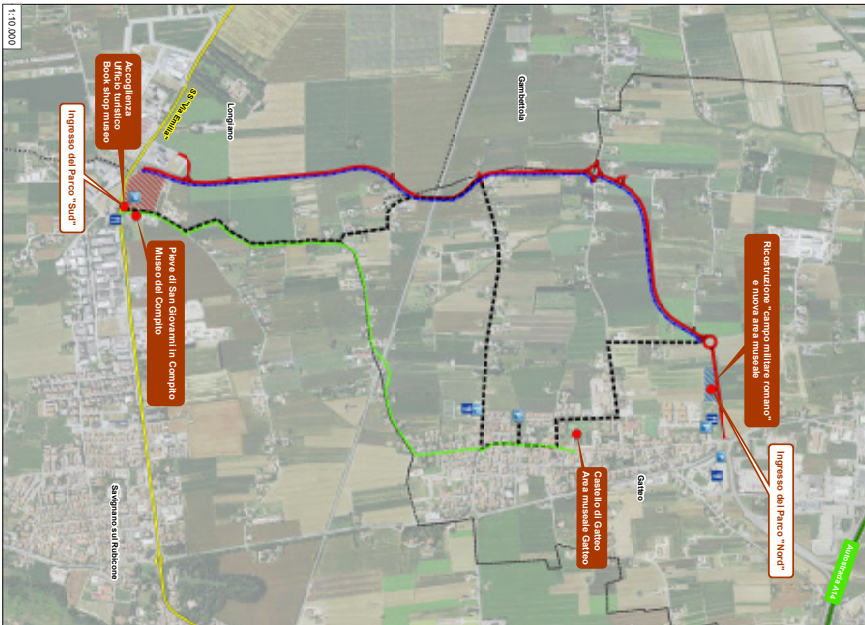 1:10.000
SS "Via Emilia"
Longiano
Gambettola
Accoglienza
Ufficio turistico
Book shop museo
Ingresso del Parco "Sud"
Pieve di San Giovanni in Compito
Museo del Compito
Ricostruzione "campo militare romano"
e nuova area museale
Ingresso del Parco "Nord"
Castello di Gatteo
Area museale Gatteo
Gatteo
Savignano sul Rubicone
Autostrada A14